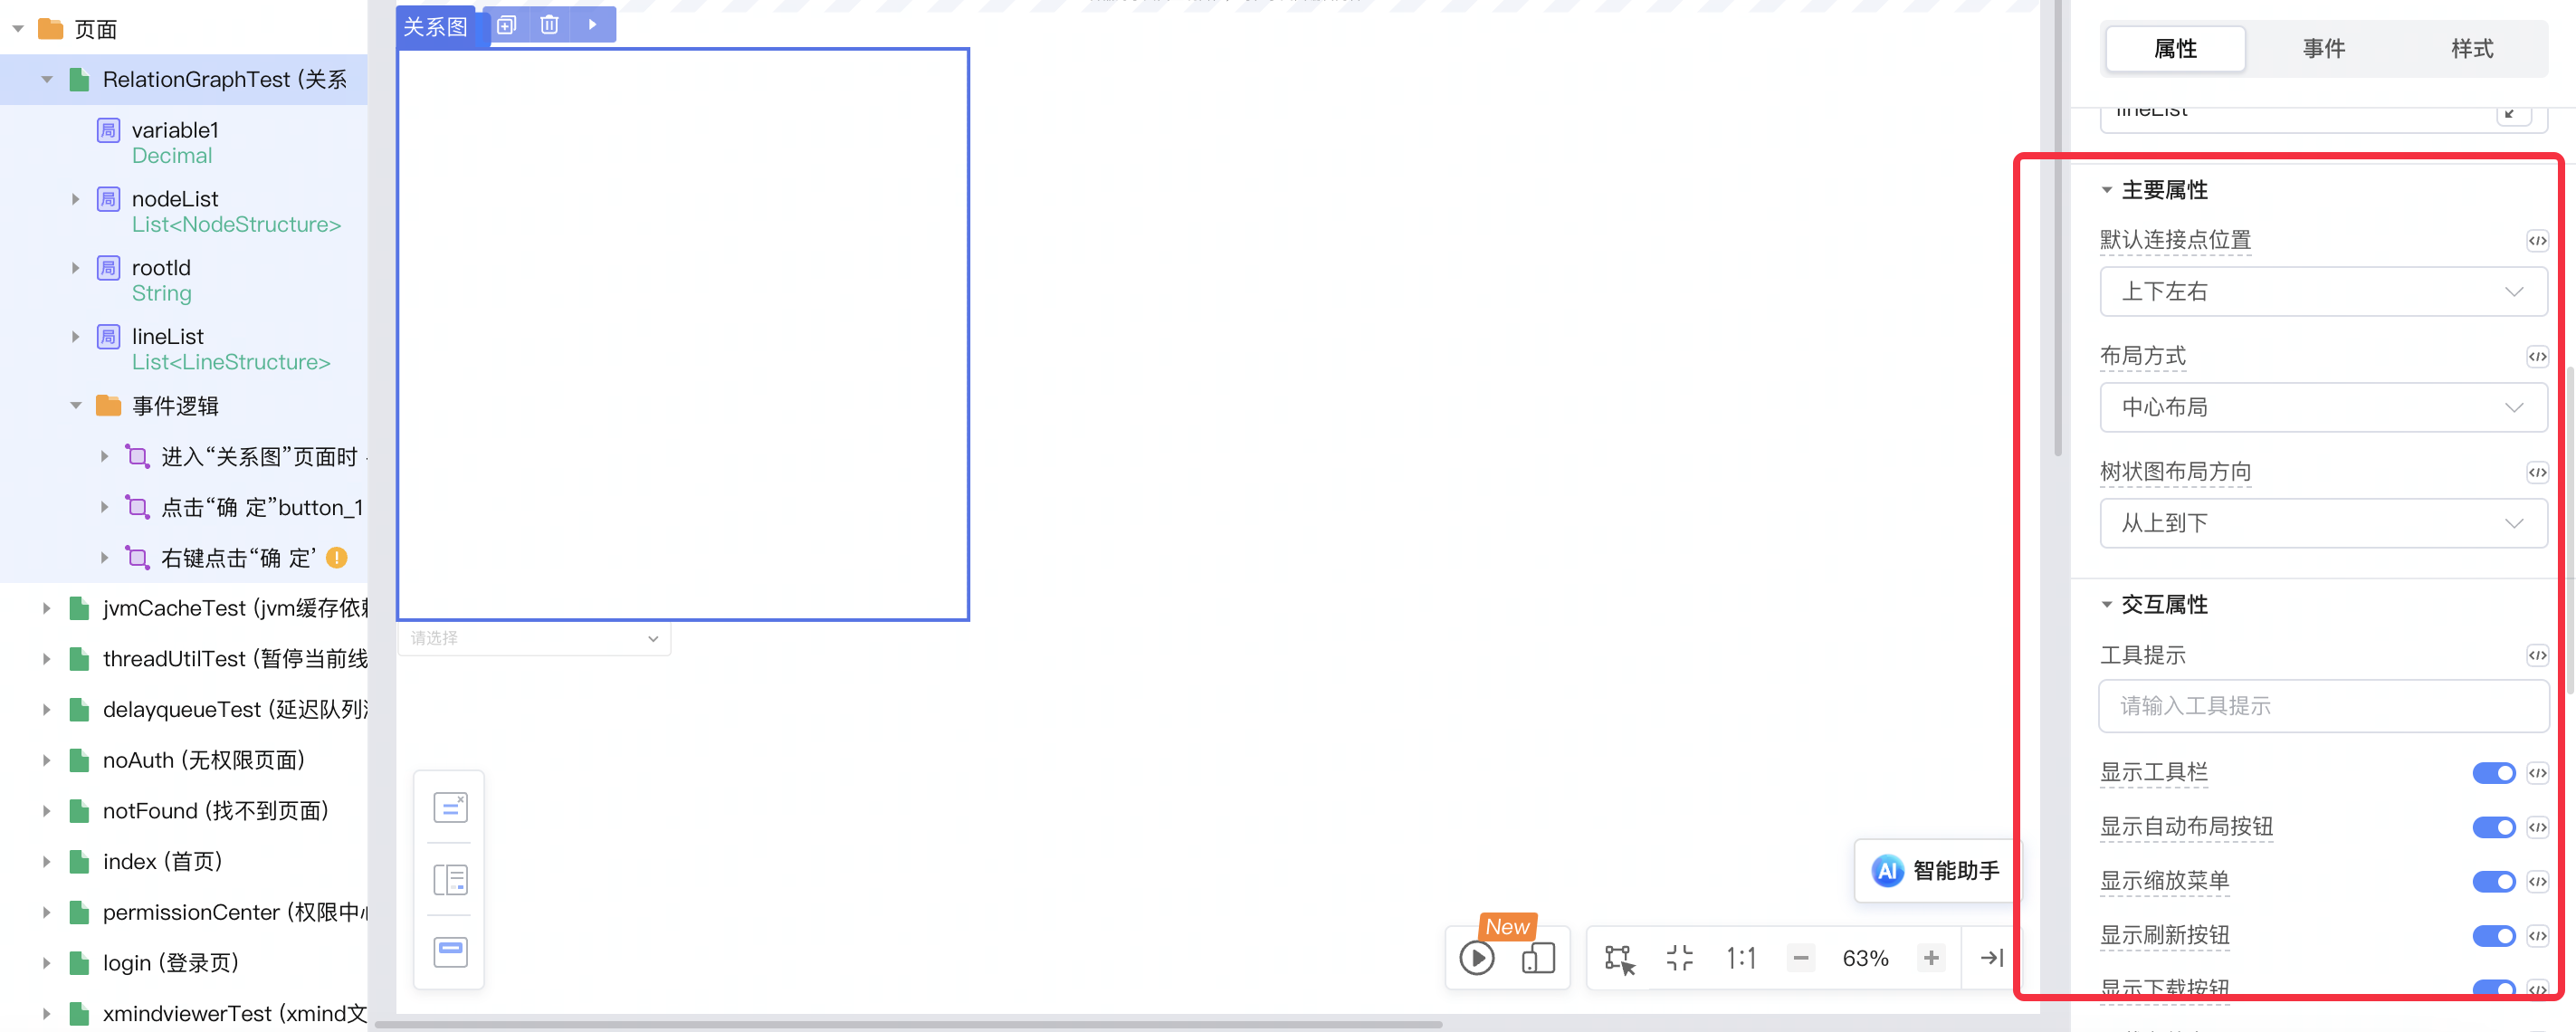 页面
RelationGraphTest (关系
局 variable1
Decimal
局 nodeList
List<NodeStructure>
局 rootId
String
局 lineList
List<LineStructure>
事件逻辑
进入“关系图”页面时
点击“确 定”button_1
右键点击“确 定’
jvmCacheTest (jvm缓存依
threadUtilTest (暂停当前线
delayqueueTest (延迟队列
noAuth (无权限页面)
notFound (找不到页面)
index (首页)
permissionCenter (权限中
login (登录页)
xmindviewerTest (xmind文
关系图
请选择
AI 智能助手
New
1:1
63%
属性
事件
样式
lineList
主要属性
默认连接点位置
上下左右
布局方式
中心布局
树状图布局方向
从上到下
交互属性
工具提示
请输入工具提示
显示工具栏
显示自动布局按钮
显示缩放菜单
显示刷新按钮
显示下载按钮